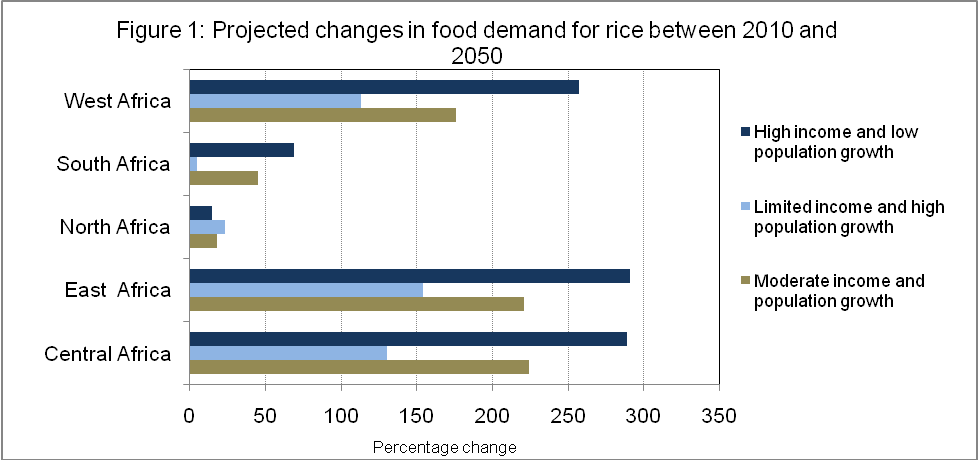 Figure 1: Projected changes in food demand for rice between 2010 and
2050
West Africa
South Africa
North Africa
East Africa
Central Africa
0 50 100 150 200 250 300 350
Percentage change
High income and low
population growth
Limited income and high
population growth
Moderate income and
population growth